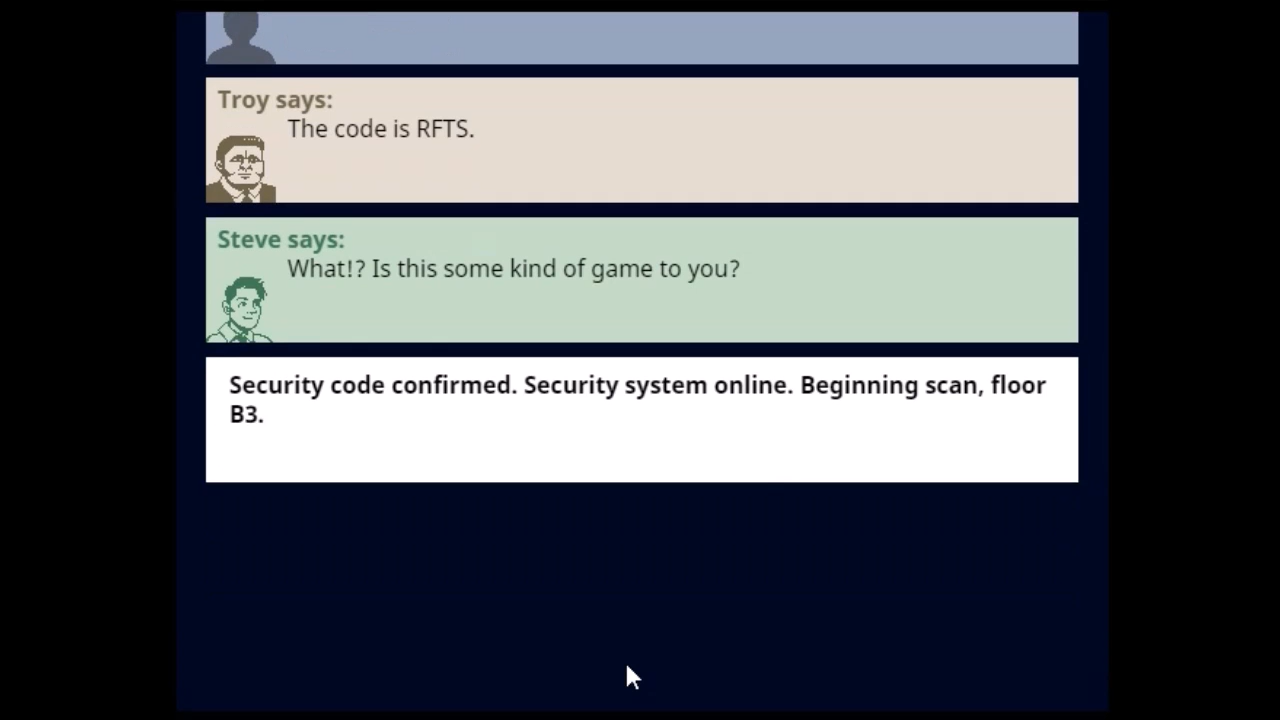 Troy says:
The code is RFTS.
Steve says:
What!? Is this some kind of game to you?
Security code confirmed. Security system online. Beginning scan, floor
B3.